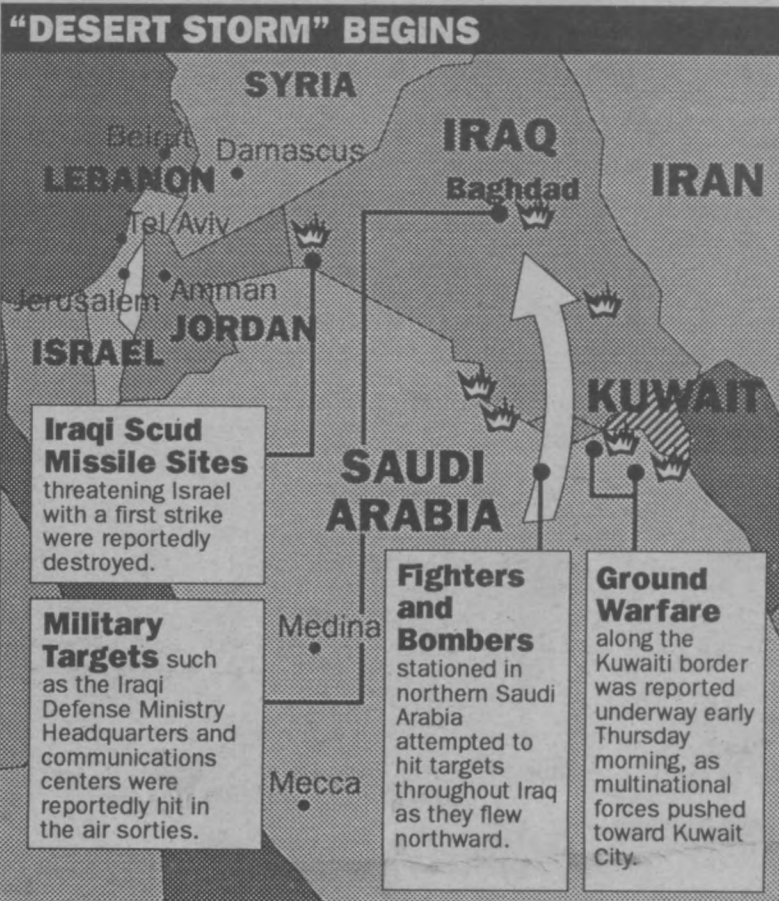 “DESERT STORM” BEGINS
SYRIA
IRAQ
IRAN
Beirut
Damascus
LEBANON
Baghdad
Tel Aviv
Jerusalem
Amman
JORDAN
ISRAEL
KUWAIT
SAUDI
ARABIA
Iraqi Scud
Missile Sites
threatening Israel
with a first strike
were reportedly
destroyed.
Military
Targets such
as the Iraqi
Defense Ministry
Headquarters and
communications
centers were
reportedly hit in
the air sorties.
Medina
Mecca
Fighters
and
Bombers
stationed in
northern Saudi
Arabia
attempted to
hit targets
throughout Iraq
as they flew
northward.
Ground
Warfare
along the
Kuwaiti border
was reported
underway early
Thursday
morning, as
multinational
forces pushed
toward Kuwait
City.